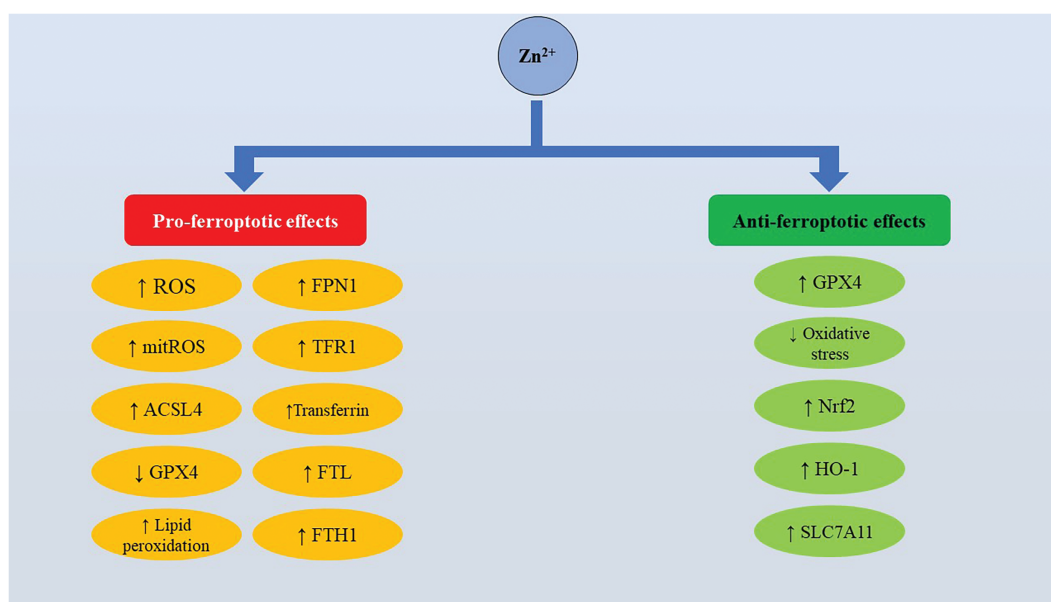 Zn²⁺
Pro-ferroptotic effects
↑ ROS
↑ mitROS
↑ ACSL4
↓ GPX4
↑ Lipid
peroxidation
↑ FPN1
↑ TFR1
↑Transferrin
↑ FTL
↑ FTH1
Anti-ferroptotic effects
↑ GPX4
↓ Oxidative
stress
↑ Nrf2
↑ HO-1
↑ SLC7A11